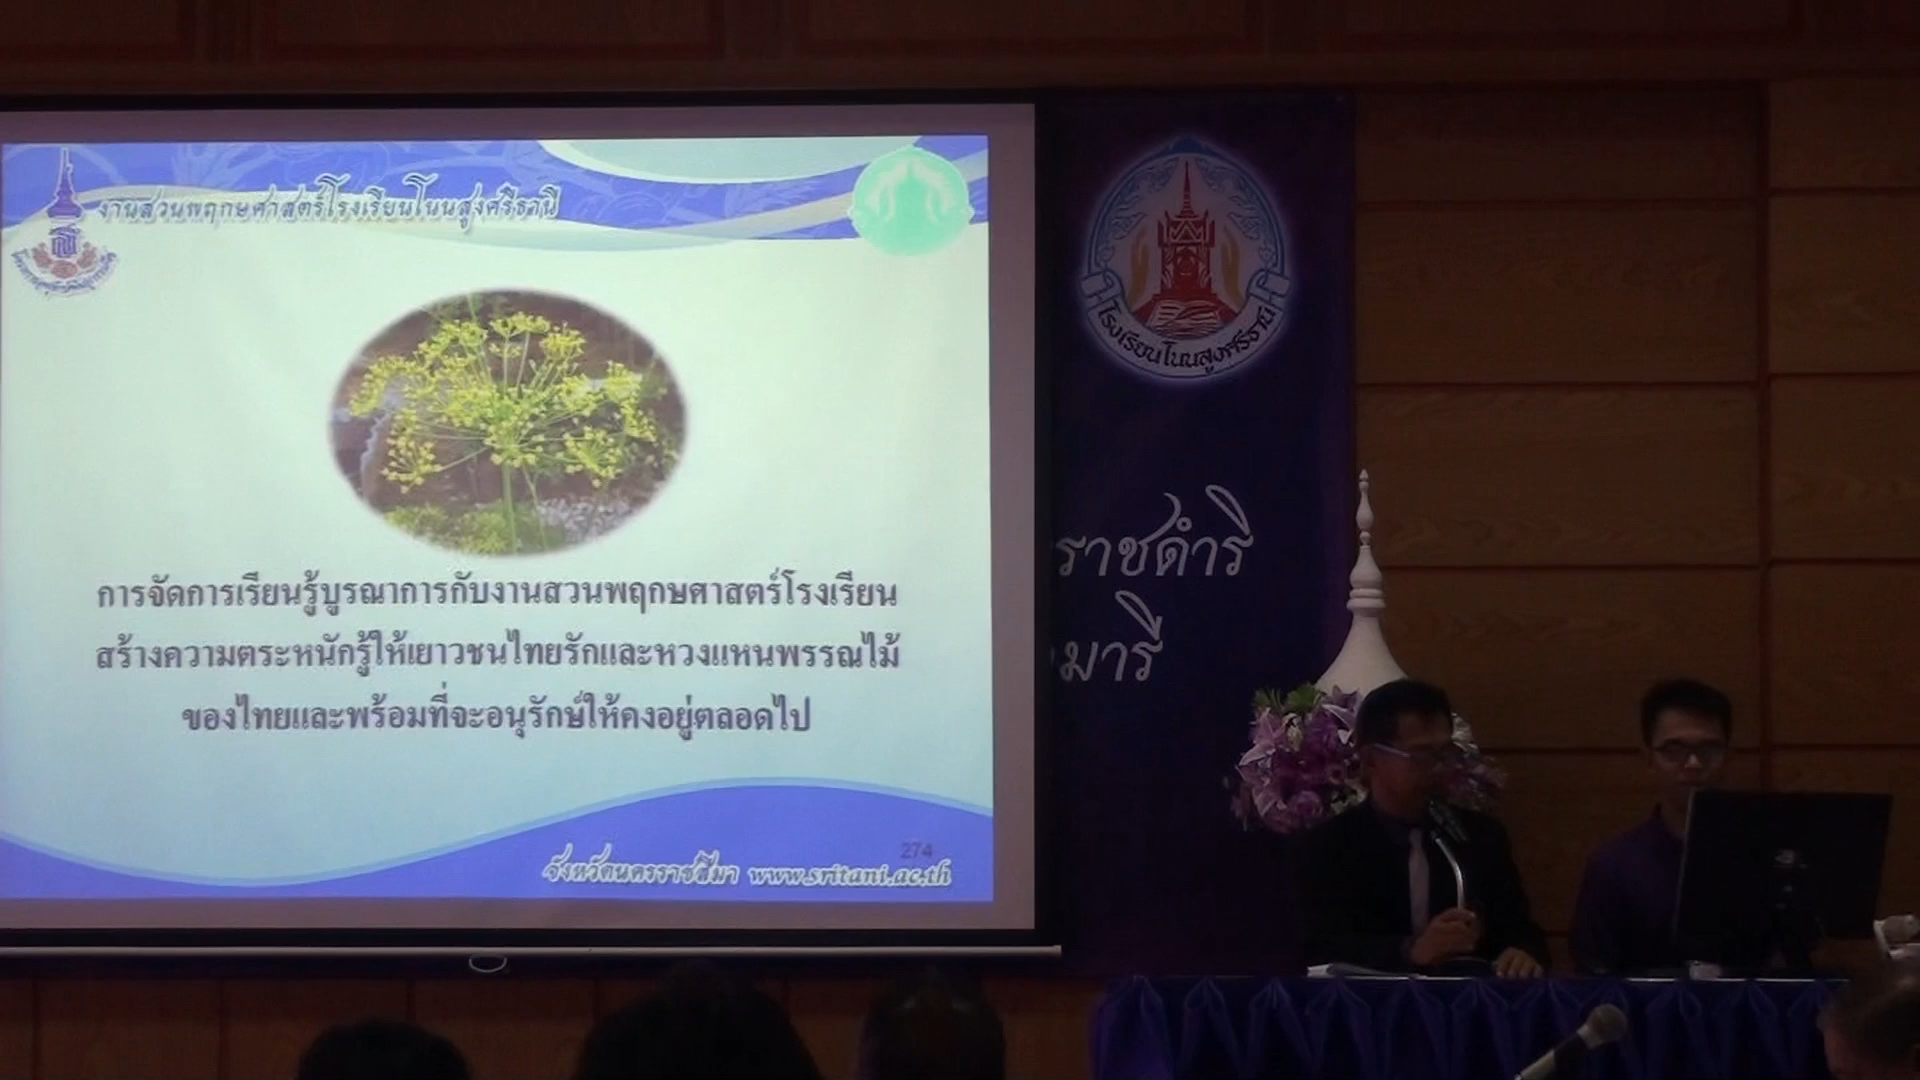 งานสวนพฤกษศาสตร์โรงเรียนโนนสูงศรีธานี
การจัดการเรียนรู้บูรณาการกับงานสวนพฤกษศาสตร์โรงเรียน
สร้างความตระหนักรู้ให้เยาวชนไทยรักและหวงแหนพรรณไม้
ของไทยและพร้อมที่จะอนุรักษ์ให้คงอยู่ตลอดไป
274
จังหวัดนครราชสีมา www.sritani.ac.th
โรงเรียนโนนสูงศรีธานี
ราชดำริ
มารี